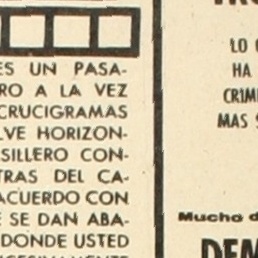 ES UN PASA-
RO A LA VEZ
CRUCIGRAMAS
LVE HORIZON-
SILLERO CON-
TRAS DEL CA-
ACUERDO CON
E SE DAN ABA-
DONDE USTED
LO
HA
CRIM
MAS S
Mucho d
DEM